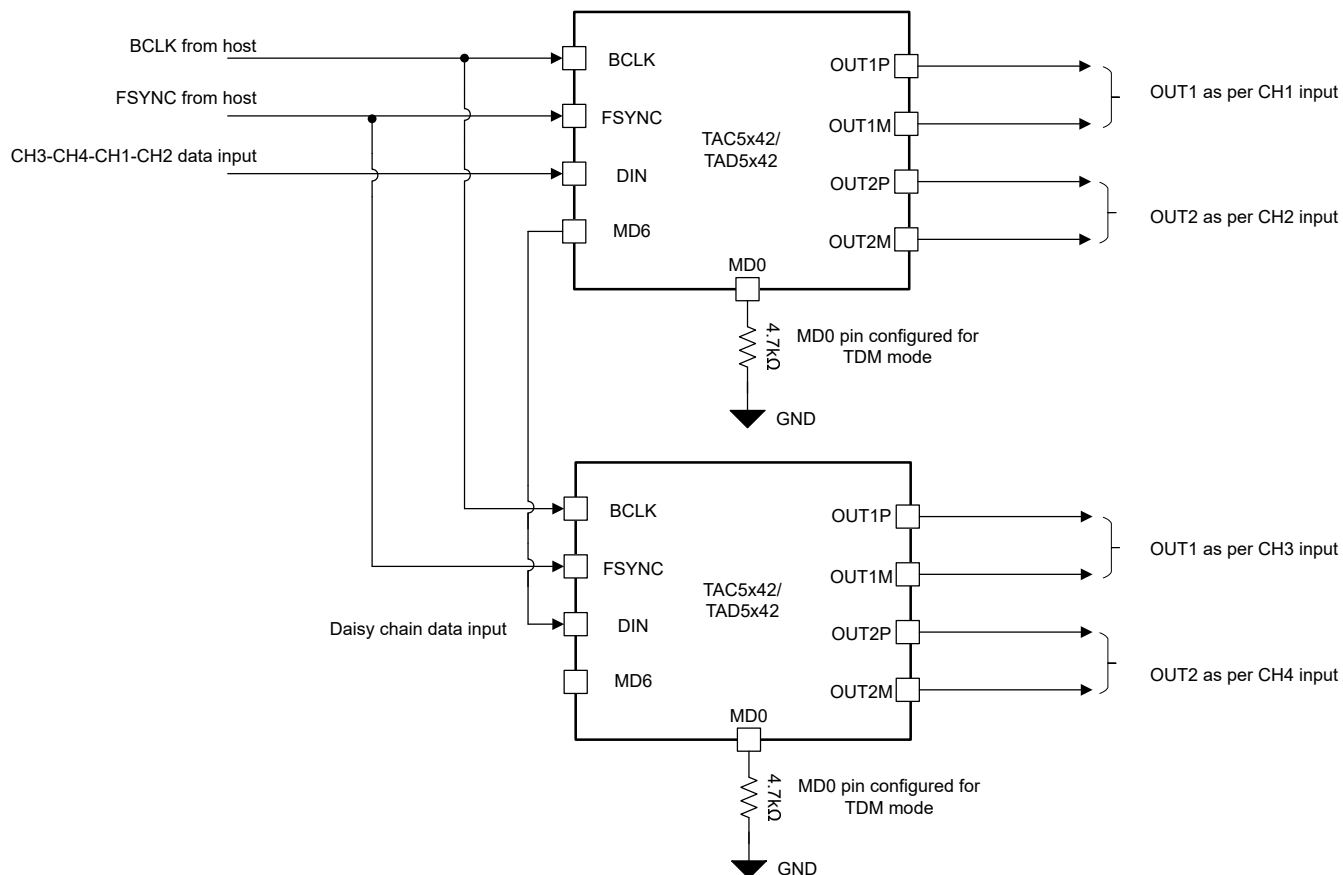 BCLK from host
FSYNC from host
CH3-CH4-CH1-CH2 data input
BCLK
FSYNC
DIN
MD6
TAC5x42/
TAD5x42
OUT1P
OUT1M
OUT2P
OUT2M
MD0
OUT1 as per CH1 input
OUT2 as per CH2 input
4.7kΩ
MD0 pin configured for
TDM mode
GND
Daisy chain data input
BCLK
FSYNC
DIN
MD6
TAC5x42/
TAD5x42
OUT1P
OUT1M
OUT2P
OUT2M
MD0
OUT1 as per CH3 input
OUT2 as per CH4 input
4.7kΩ
MD0 pin configured for
TDM mode
GND